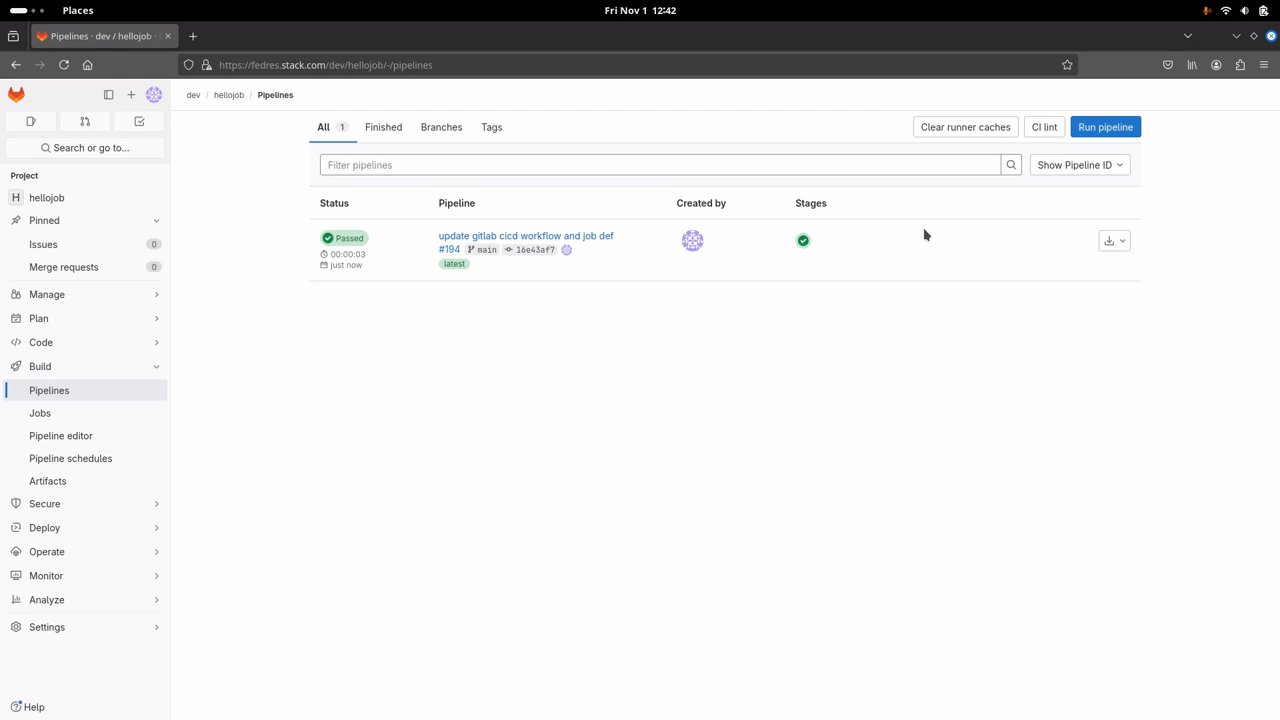 Places
Fri Nov 1 12:42
Pipelines · dev / hellojob ·
https://fedres.stack.com/dev/hellojob/-/pipelines
dev / hellojob / Pipelines
Search or go to...
Project
H hellojob
Pinned
Issues 0
Merge requests 0
Manage
Plan
Code
Build
Pipelines
Jobs
Pipeline editor
Pipeline schedules
Artifacts
Secure
Deploy
Operate
Monitor
Analyze
Settings
Help
All 1 Finished Branches Tags
Clear runner caches CI lint Run pipeline
Filter pipelines
Show Pipeline ID
Status Pipeline Created by Stages
Passed
00:00:03
just now
update gitlab cicd workflow and job def
#194 main 16e43af7
latest